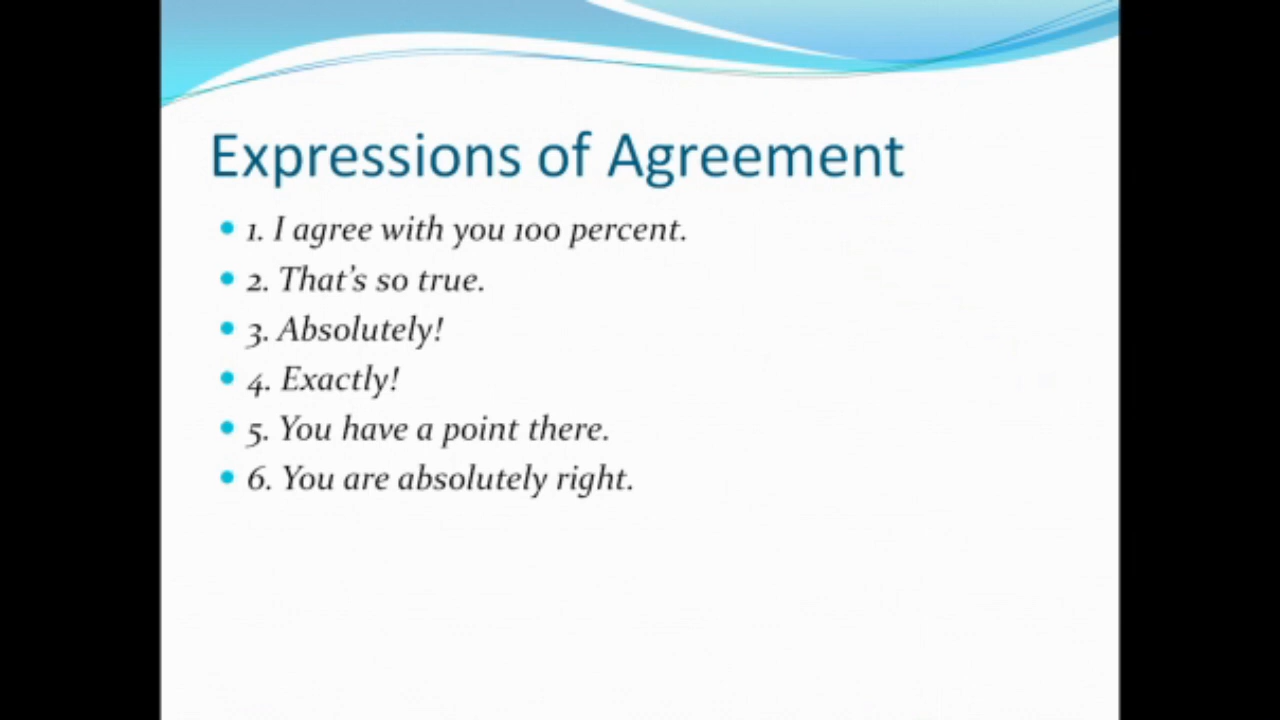 Expressions of Agreement
1. I agree with you 100 percent.
2. That's so true.
3. Absolutely!
4. Exactly!
5. You have a point there.
6. You are absolutely right.